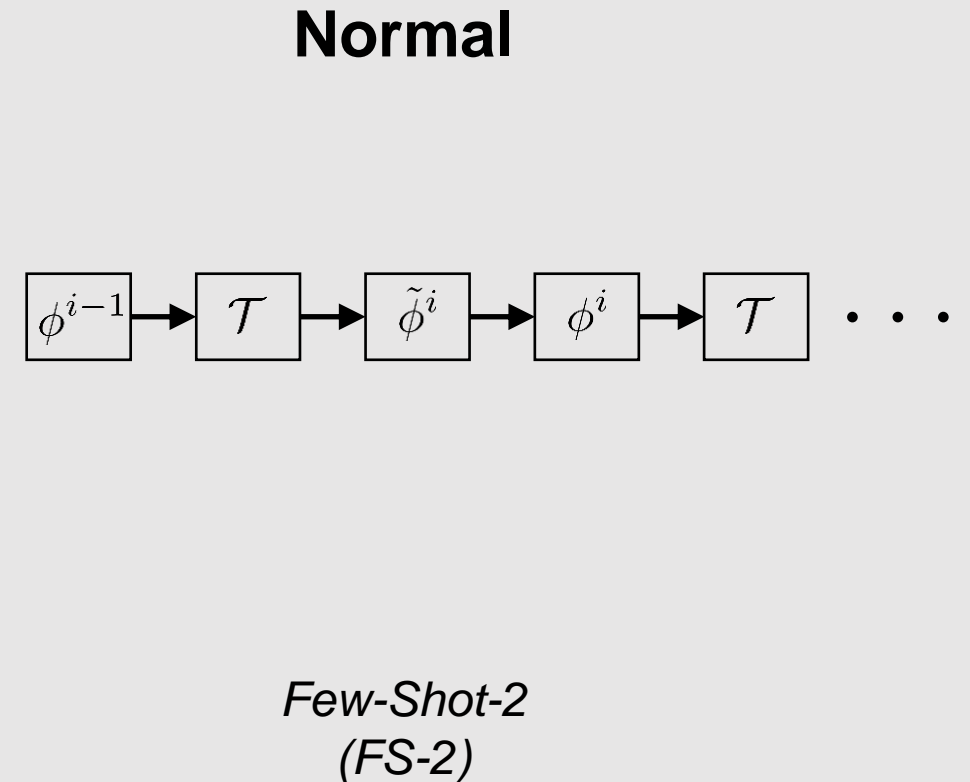 Normal
ϕ^{i−1} 𝒯 ϕ̃^i ϕ^i 𝒯 · · ·
Few-Shot-2
(FS-2)